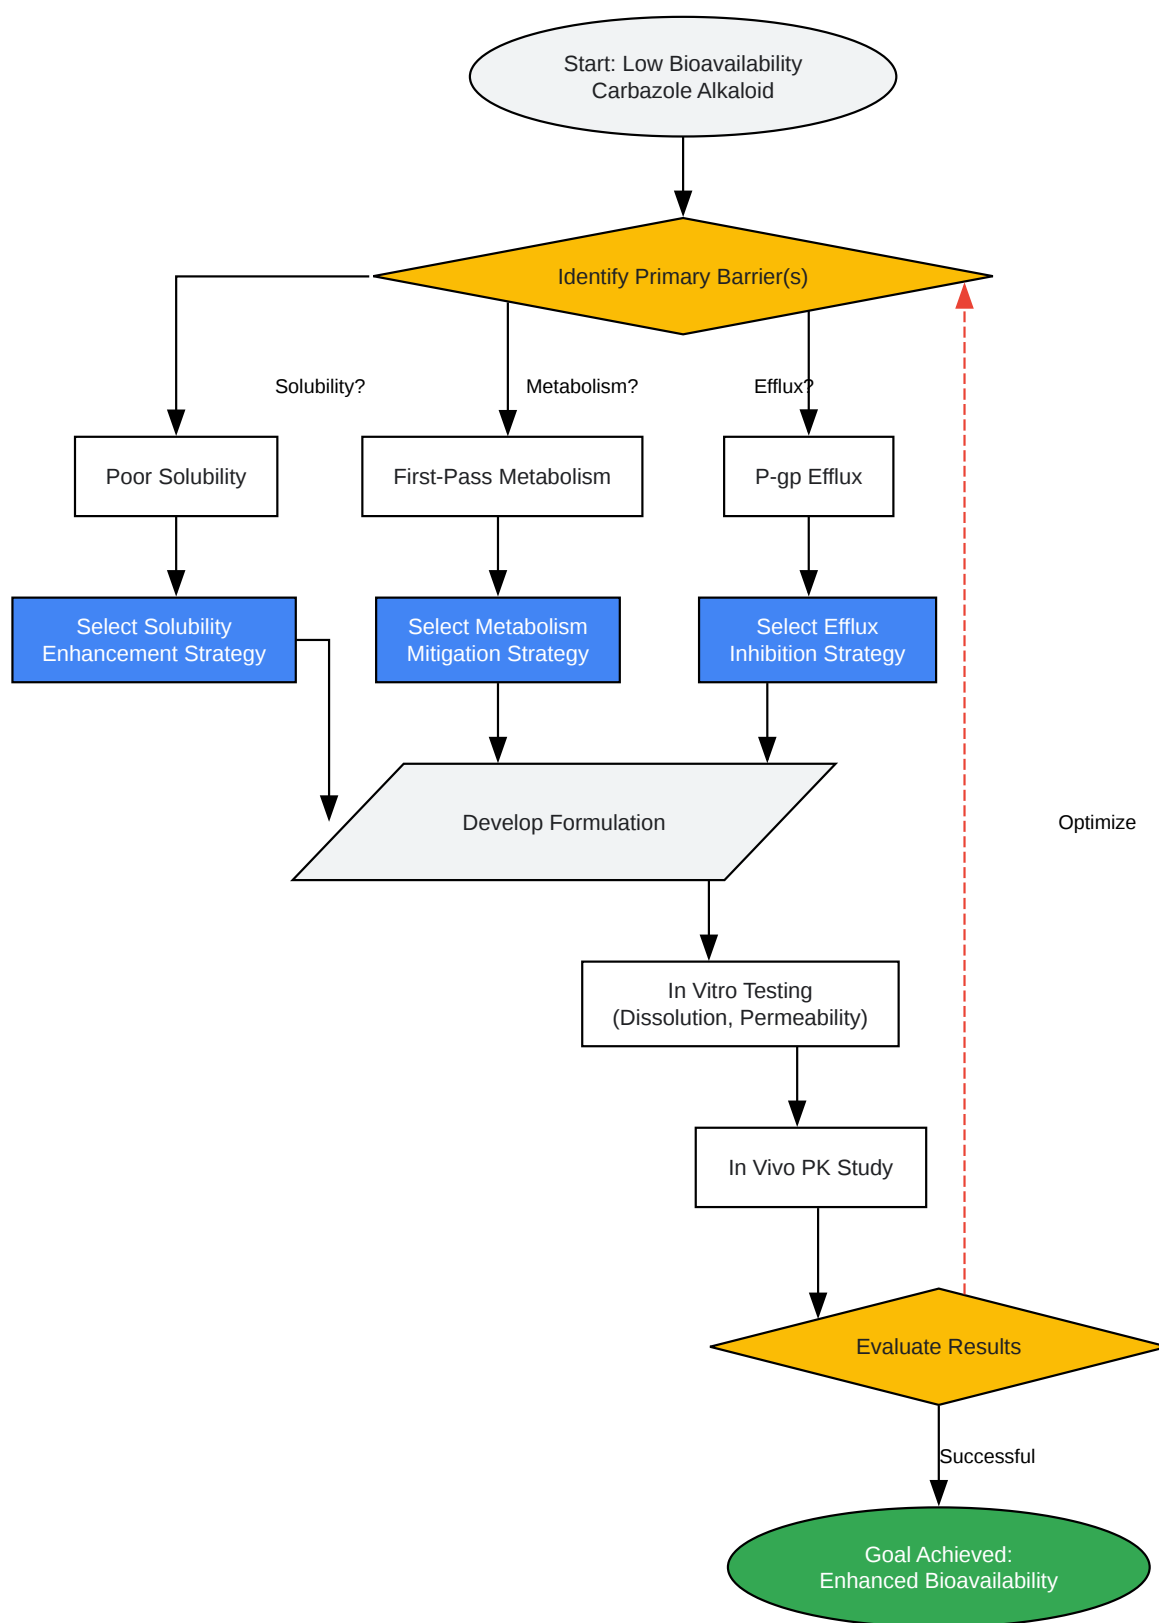 Start: Low Bioavailability
Carbazole Alkaloid
Identify Primary Barrier(s)
Solubility?
Metabolism?
Efflux?
Poor Solubility
First-Pass Metabolism
P-gp Efflux
Select Solubility
Enhancement Strategy
Select Metabolism
Mitigation Strategy
Select Efflux
Inhibition Strategy
Develop Formulation
Optimize
In Vitro Testing
(Dissolution, Permeability)
In Vivo PK Study
Evaluate Results
Successful
Goal Achieved:
Enhanced Bioavailability